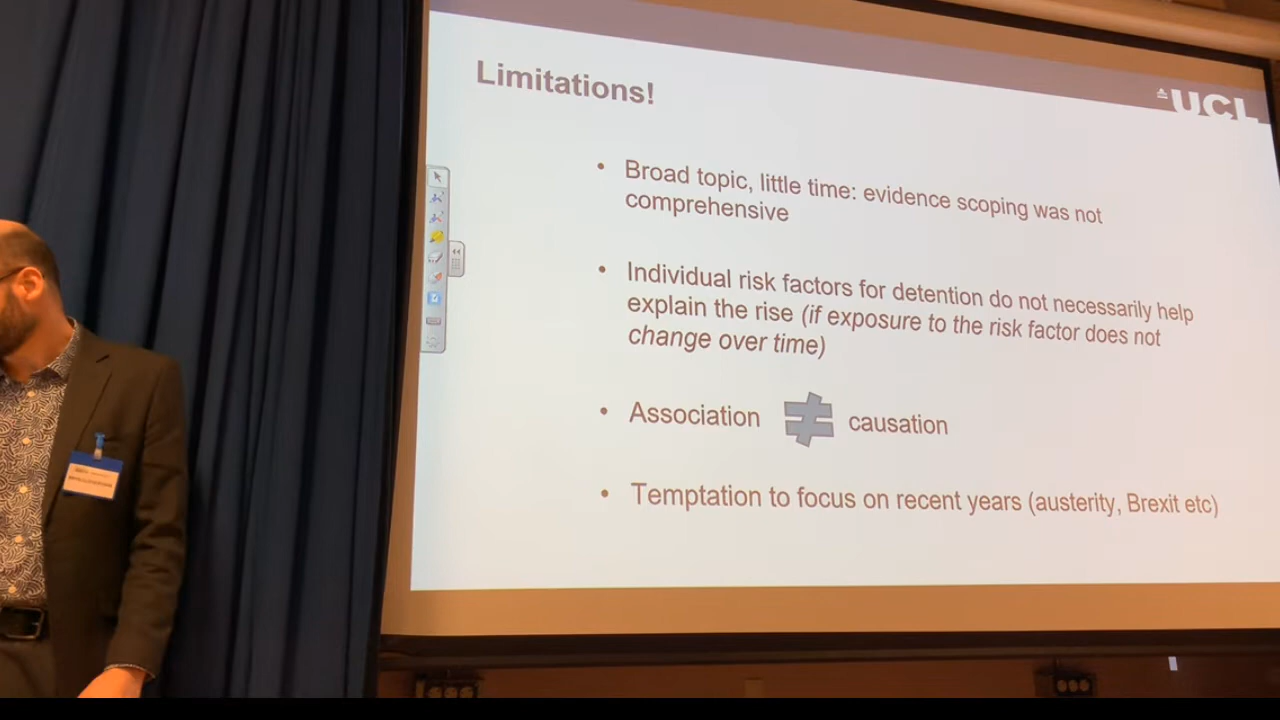 Limitations!
UCL
• Broad topic, little time: evidence scoping was not
comprehensive
• Individual risk factors for detention do not necessarily help
explain the rise (if exposure to the risk factor does not
change over time)
• Association ≠ causation
• Temptation to focus on recent years (austerity, Brexit etc)